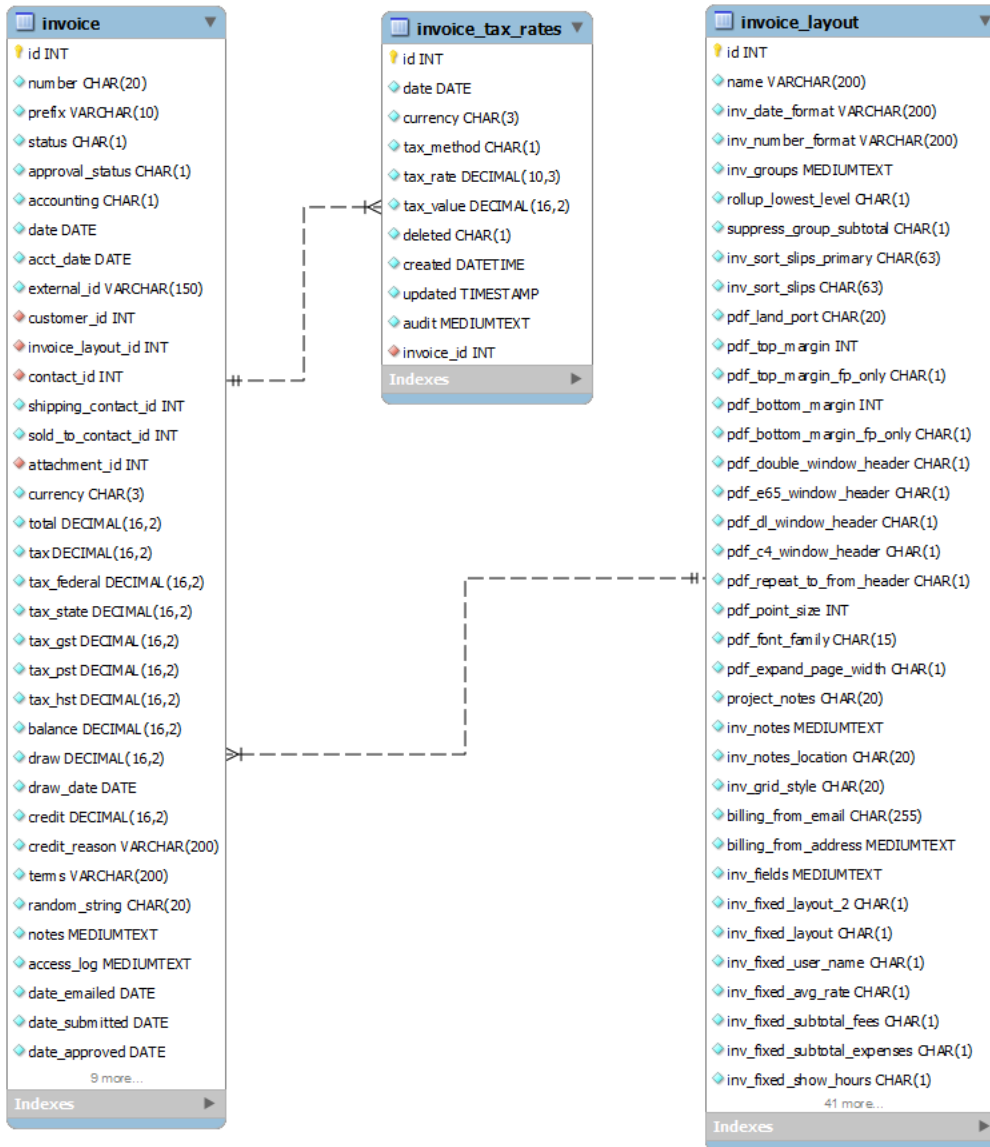 invoice
id INT
number CHAR(20)
prefix VARCHAR(10)
status CHAR(1)
approval_status CHAR(1)
accounting CHAR(1)
date DATE
acct_date DATE
external_id VARCHAR(150)
customer_id INT
invoice_layout_id INT
contact_id INT
shipping_contact_id INT
sold_to_contact_id INT
attachment_id INT
currency CHAR(3)
total DECIMAL(16,2)
tax DECIMAL(16,2)
tax_federal DECIMAL(16,2)
tax_state DECIMAL(16,2)
tax_gst DECIMAL(16,2)
tax_pst DECIMAL(16,2)
tax_hst DECIMAL(16,2)
balance DECIMAL(16,2)
draw DECIMAL(16,2)
draw_date DATE
credit DECIMAL(16,2)
credit_reason VARCHAR(200)
terms VARCHAR(200)
random_string CHAR(20)
notes MEDIUMTEXT
access_log MEDIUMTEXT
date_emailed DATE
date_submitted DATE
date_approved DATE
9 more...
Indexes
invoice_tax_rates
id INT
date DATE
currency CHAR(3)
tax_method CHAR(1)
tax_rate DECIMAL(10,3)
tax_value DECIMAL(16,2)
deleted CHAR(1)
created DATETIME
updated TIMESTAMP
audit MEDIUMTEXT
invoice_id INT
Indexes
invoice_layout
id INT
name VARCHAR(200)
inv_date_format VARCHAR(200)
inv_number_format VARCHAR(200)
inv_groups MEDIUMTEXT
rollup_lowest_level CHAR(1)
suppress_group_subtotal CHAR(1)
inv_sort_slips_primary CHAR(63)
inv_sort_slips CHAR(63)
pdf_land_port CHAR(20)
pdf_top_margin INT
pdf_top_margin_fp_only CHAR(1)
pdf_bottom_margin INT
pdf_bottom_margin_fp_only CHAR(1)
pdf_double_window_header CHAR(1)
pdf_e65_window_header CHAR(1)
pdf_dl_window_header CHAR(1)
pdf_c4_window_header CHAR(1)
pdf_repeat_to_from_header CHAR(1)
pdf_point_size INT
pdf_font_family CHAR(15)
pdf_expand_page_width CHAR(1)
project_notes CHAR(20)
inv_notes MEDIUMTEXT
inv_notes_location CHAR(20)
inv_grid_style CHAR(20)
billing_from_email CHAR(255)
billing_from_address MEDIUMTEXT
inv_fields MEDIUMTEXT
inv_fixed_layout_2 CHAR(1)
inv_fixed_layout CHAR(1)
inv_fixed_user_name CHAR(1)
inv_fixed_avg_rate CHAR(1)
inv_fixed_subtotal_fees CHAR(1)
inv_fixed_subtotal_expenses CHAR(1)
inv_fixed_show_hours CHAR(1)
41 more...
Indexes